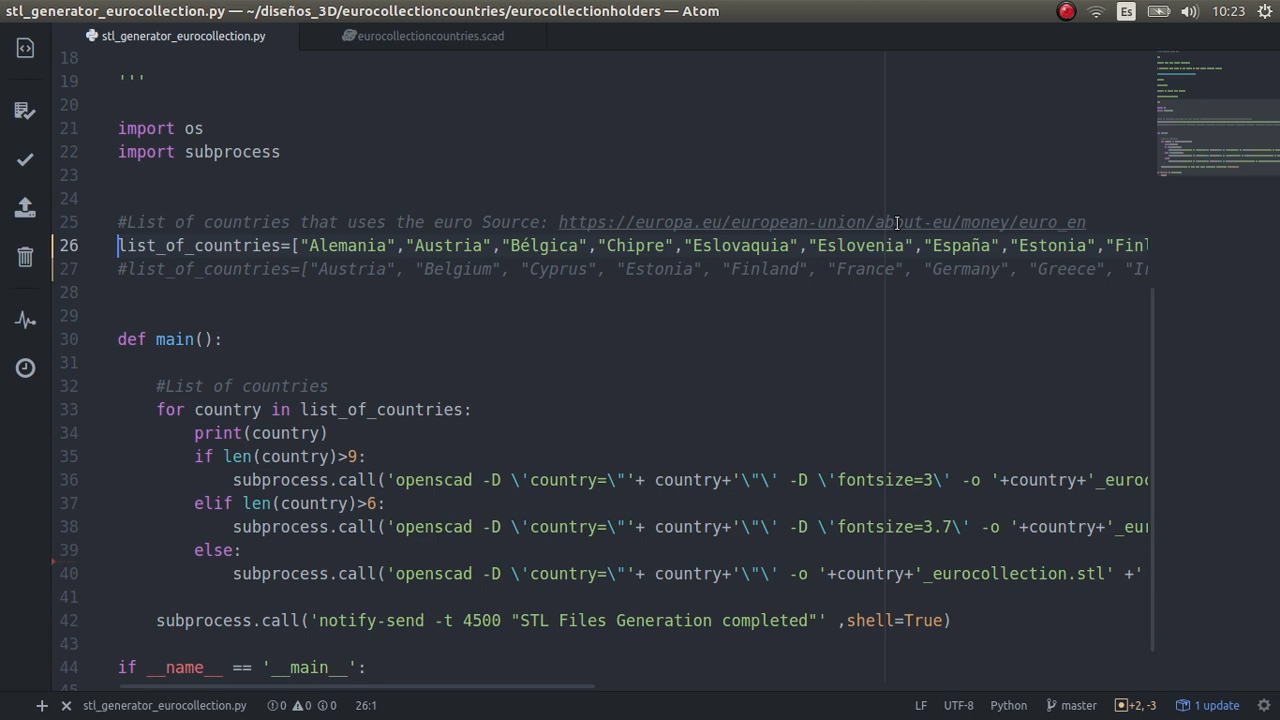 stl_generator_eurocollection.py — ~/diseños_3D/eurocollectioncountries/eurocollectionholders — Atom
Es
10:23
stl_generator_eurocollection.py
eurocollectioncountries.scad
18
19 '''
20
21 import os
22 import subprocess
23
24
25 #List of countries that uses the euro Source: https://europa.eu/european-union/about-eu/money/euro_en
26 list_of_countries=["Alemania","Austria","Bélgica","Chipre","Eslovaquia","Eslovenia","España","Estonia","Finl
27 #list_of_countries=["Austria", "Belgium", "Cyprus", "Estonia", "Finland", "France", "Germany", "Greece", "Ir
28
29
30 def main():
31
32 #List of countries
33 for country in list_of_countries:
34 print(country)
35 if len(country)>9:
36 subprocess.call('openscad -D \'country=\"'+ country+'\"\' -D \'fontsize=3\' -o '+country+'_euroc
37 elif len(country)>6:
38 subprocess.call('openscad -D \'country=\"'+ country+'\"\' -D \'fontsize=3.7\' -o '+country+'_eur
39 else:
40 subprocess.call('openscad -D \'country=\"'+ country+'\"\' -o '+country+'_eurocollection.stl' +'
41
42 subprocess.call('notify-send -t 4500 "STL Files Generation completed"' ,shell=True)
43
44 if __name__ == '__main__':
45
stl_generator_eurocollection.py 0 0 0 26:1 LF UTF-8 Python master +2, -3 1 update